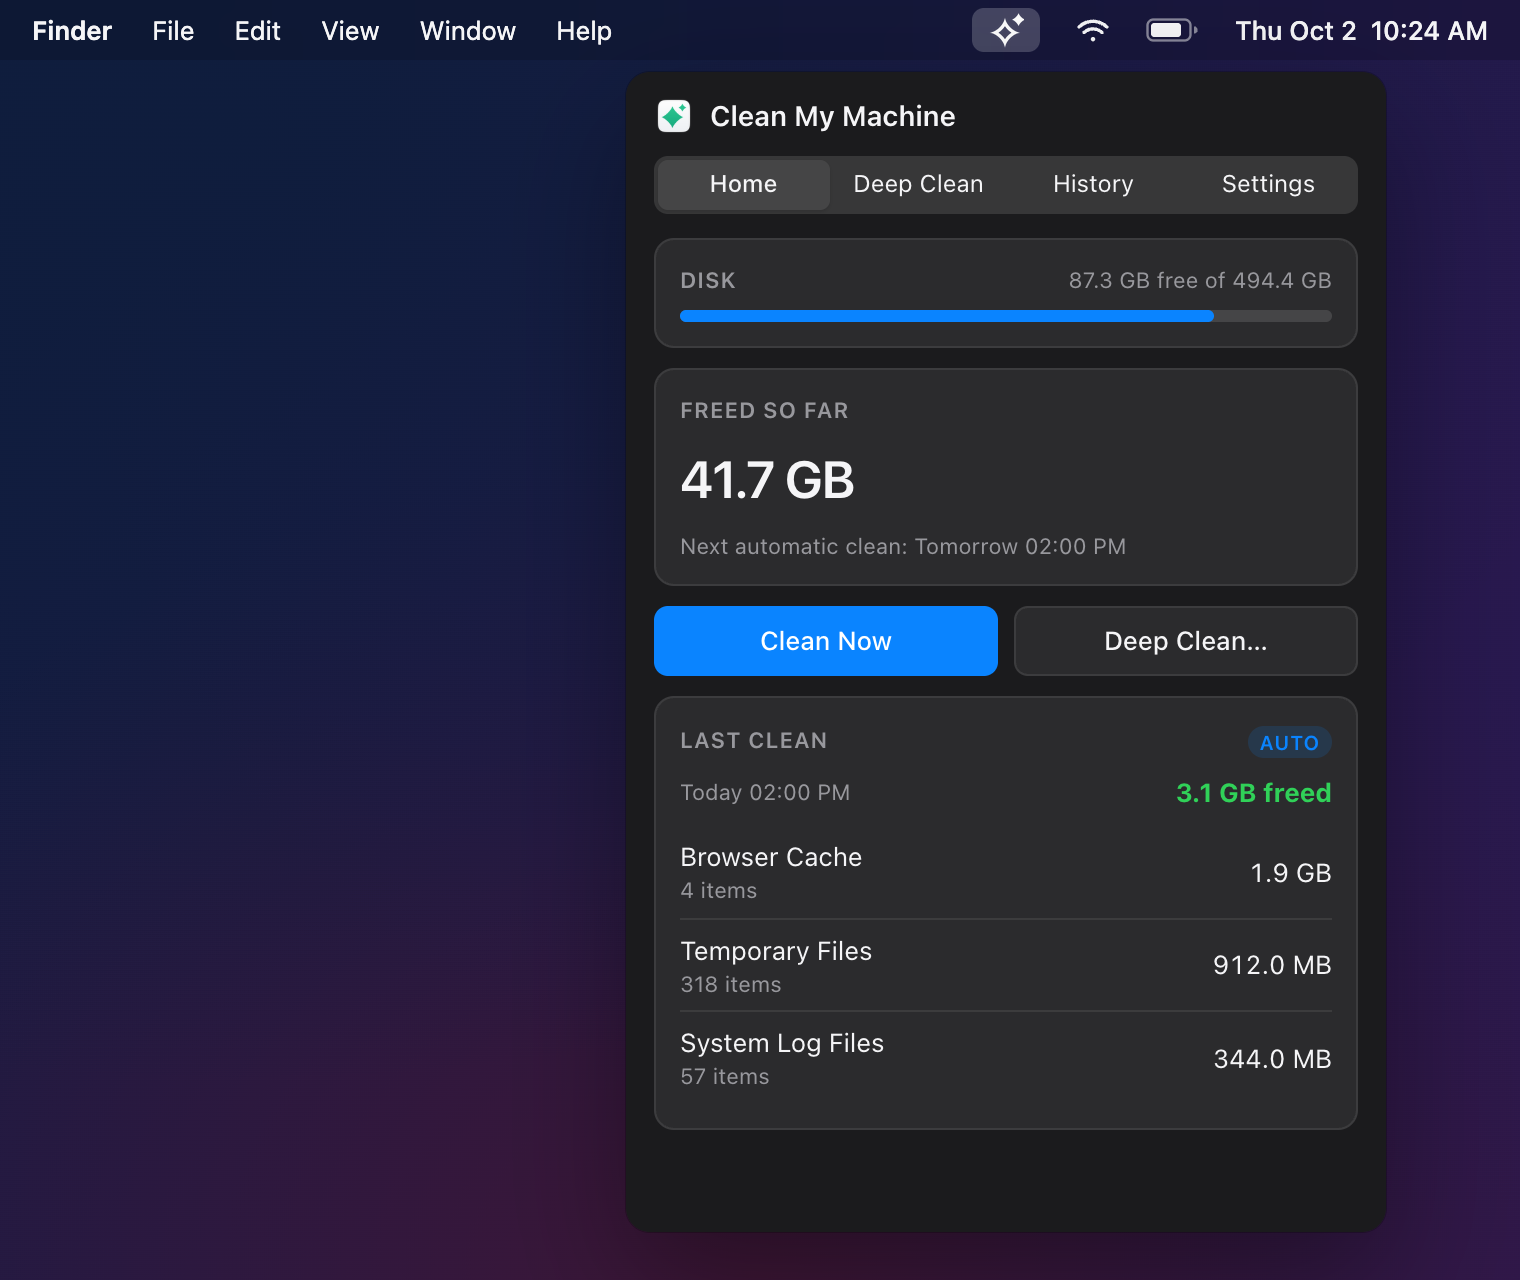 Finder File Edit View Window Help Thu Oct 2 10:24 AM
Clean My Machine
Home Deep Clean History Settings
DISK 87.3 GB free of 494.4 GB
FREED SO FAR
41.7 GB
Next automatic clean: Tomorrow 02:00 PM
Clean Now Deep Clean...
LAST CLEAN AUTO
Today 02:00 PM 3.1 GB freed
Browser Cache
4 items 1.9 GB
Temporary Files
318 items 912.0 MB
System Log Files
57 items 344.0 MB